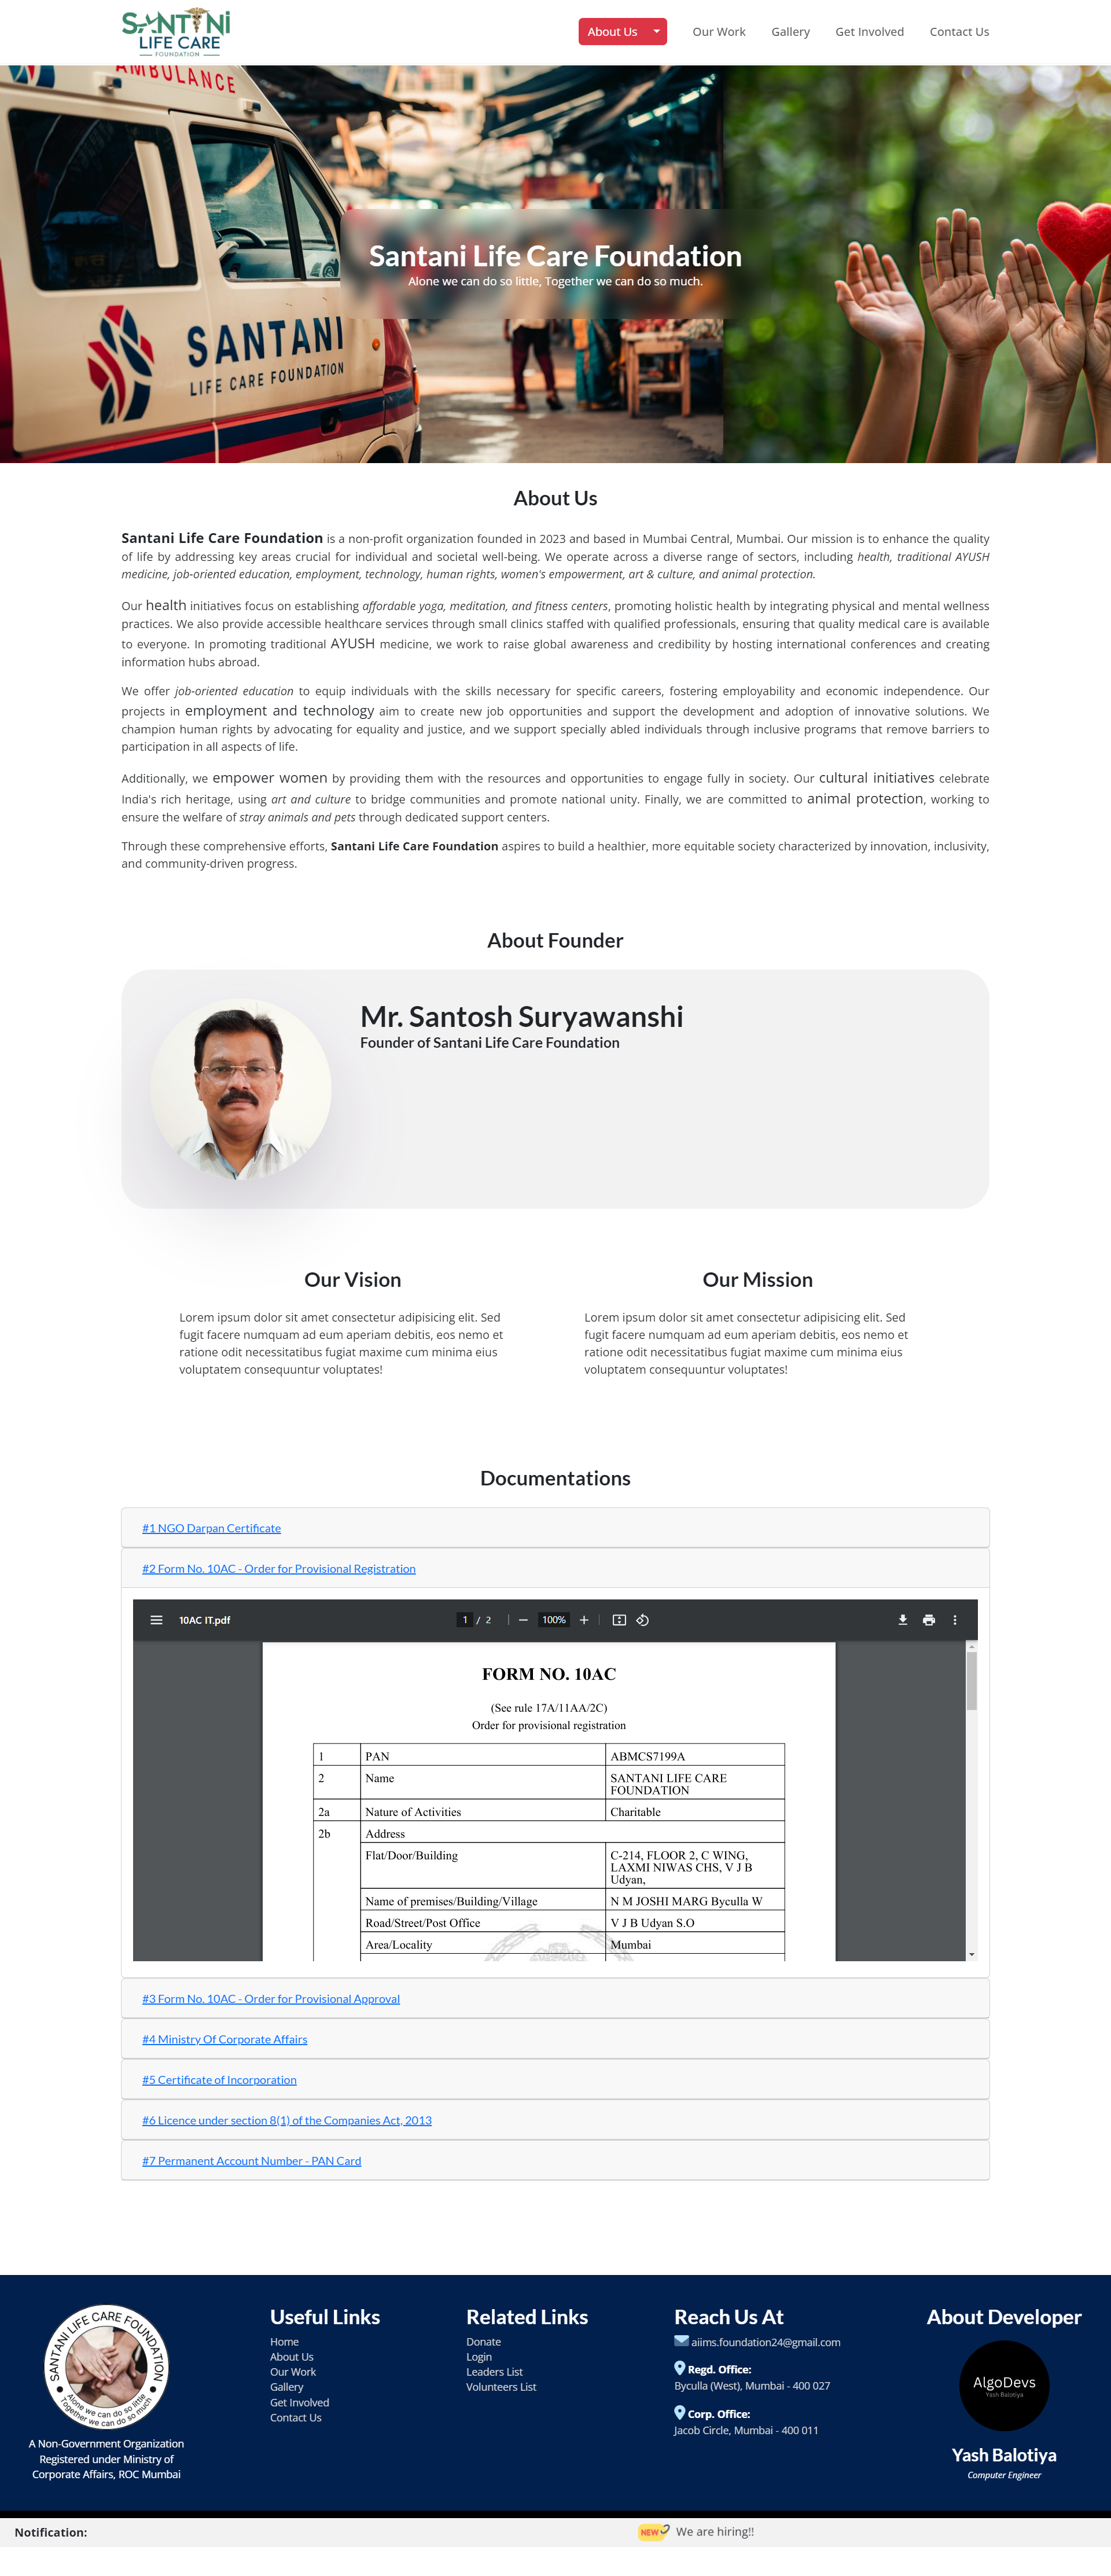 SANTANI
LIFE CARE
FOUNDATION
About Us
Our Work
Gallery
Get Involved
Contact Us
AMBULANCE
Santani Life Care Foundation
Alone we can do so little, Together we can do so much.
SANTANI
LIFE CARE FOUNDATION
About Us
Santani Life Care Foundation is a non-profit organization founded in 2023 and based in Mumbai Central, Mumbai. Our mission is to enhance the quality
of life by addressing key areas crucial for individual and societal well-being. We operate across a diverse range of sectors, including health, traditional AYUSH
medicine, job-oriented education, employment, technology, human rights, women's empowerment, art & culture, and animal protection.
Our health initiatives focus on establishing affordable yoga, meditation, and fitness centers, promoting holistic health by integrating physical and mental wellness
practices. We also provide accessible healthcare services through small clinics staffed with qualified professionals, ensuring that quality medical care is available
to everyone. In promoting traditional AYUSH medicine, we work to raise global awareness and credibility by hosting international conferences and creating
information hubs abroad.
We offer job-oriented education to equip individuals with the skills necessary for specific careers, fostering employability and economic independence. Our
projects in employment and technology aim to create new job opportunities and support the development and adoption of innovative solutions. We
champion human rights by advocating for equality and justice, and we support specially abled individuals through inclusive programs that remove barriers to
participation in all aspects of life.
Additionally, we empower women by providing them with the resources and opportunities to engage fully in society. Our cultural initiatives celebrate
India's rich heritage, using art and culture to bridge communities and promote national unity. Finally, we are committed to animal protection, working to
ensure the welfare of stray animals and pets through dedicated support centers.
Through these comprehensive efforts, Santani Life Care Foundation aspires to build a healthier, more equitable society characterized by innovation, inclusivity,
and community-driven progress.
About Founder
Mr. Santosh Suryawanshi
Founder of Santani Life Care Foundation
Our Vision
Lorem ipsum dolor sit amet consectetur adipisicing elit. Sed
fugit facere numquam ad eum aperiam debitis, eos nemo et
ratione odit necessitatibus fugiat maxime cum minima eius
voluptatem consequuntur voluptates!
Our Mission
Lorem ipsum dolor sit amet consectetur adipisicing elit. Sed
fugit facere numquam ad eum aperiam debitis, eos nemo et
ratione odit necessitatibus fugiat maxime cum minima eius
voluptatem consequuntur voluptates!
Documentations
#1 NGO Darpan Certificate
#2 Form No. 10AC - Order for Provisional Registration
10AC IT.pdf
1 / 2
100%
FORM NO. 10AC
(See rule 17A/11AA/2C)
Order for provisional registration
1 PAN ABMCS7199A
2 Name SANTANI LIFE CARE
FOUNDATION
2a Nature of Activities Charitable
2b Address
Flat/Door/Building C-214, FLOOR 2, C WING,
LAXMI NIWAS CHS, V J B
Udyan,
Name of premises/Building/Village N M JOSHI MARG Byculla W
Road/Street/Post Office V J B Udyan S.O
Area/Locality Mumbai
#3 Form No. 10AC - Order for Provisional Approval
#4 Ministry Of Corporate Affairs
#5 Certificate of Incorporation
#6 Licence under section 8(1) of the Companies Act, 2013
#7 Permanent Account Number - PAN Card
SANTANI LIFE CARE FOUNDATION
Alone we can do so little
Together we can do so much
A Non-Government Organization
Registered under Ministry of
Corporate Affairs, ROC Mumbai
Useful Links
Home
About Us
Our Work
Gallery
Get Involved
Contact Us
Related Links
Donate
Login
Leaders List
Volunteers List
Reach Us At
aiims.foundation24@gmail.com
Regd. Office:
Byculla (West), Mumbai - 400 027
Corp. Office:
Jacob Circle, Mumbai - 400 011
About Developer
AlgoDevs
Yash Balotiya
Yash Balotiya
Computer Engineer
Notification:
NEW
We are hiring!!